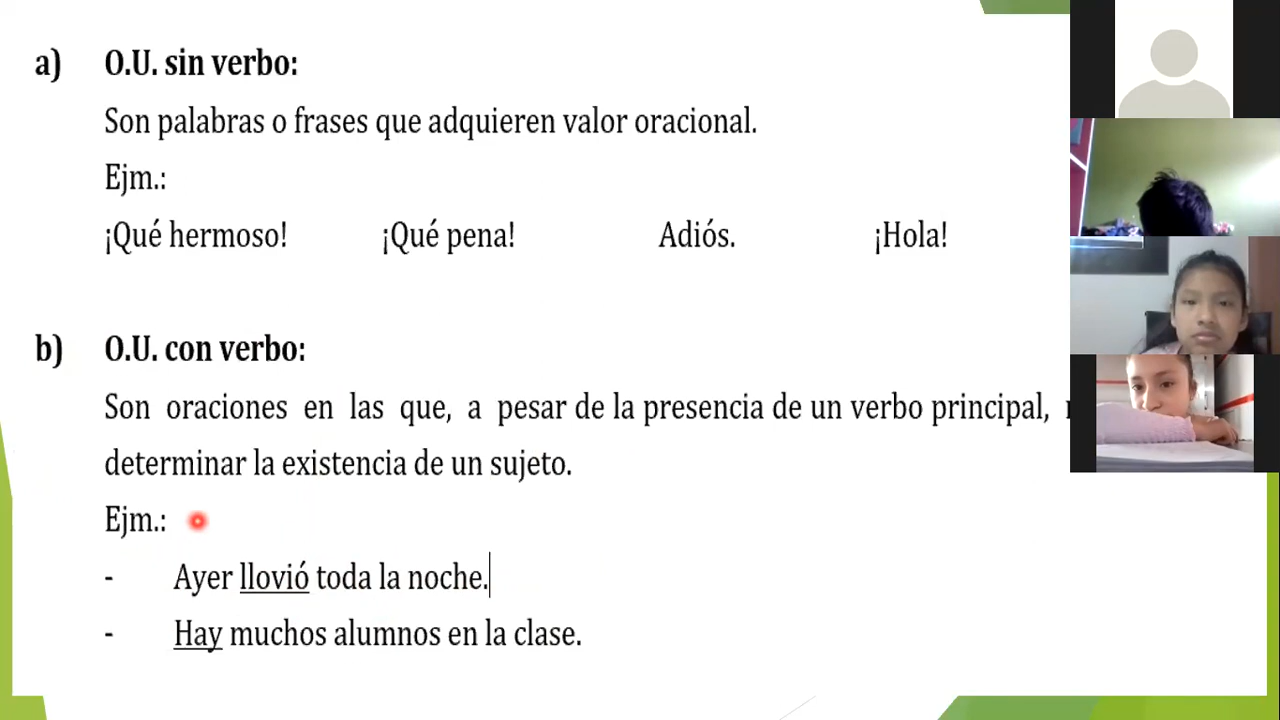 a) O.U. sin verbo:
Son palabras o frases que adquieren valor oracional.
Ejm.:
¡Qué hermoso! ¡Qué pena! Adiós. ¡Hola!
b) O.U. con verbo:
Son oraciones en las que, a pesar de la presencia de un verbo principal,
determinar la existencia de un sujeto.
Ejm.:
- Ayer llovió toda la noche.
- Hay muchos alumnos en la clase.